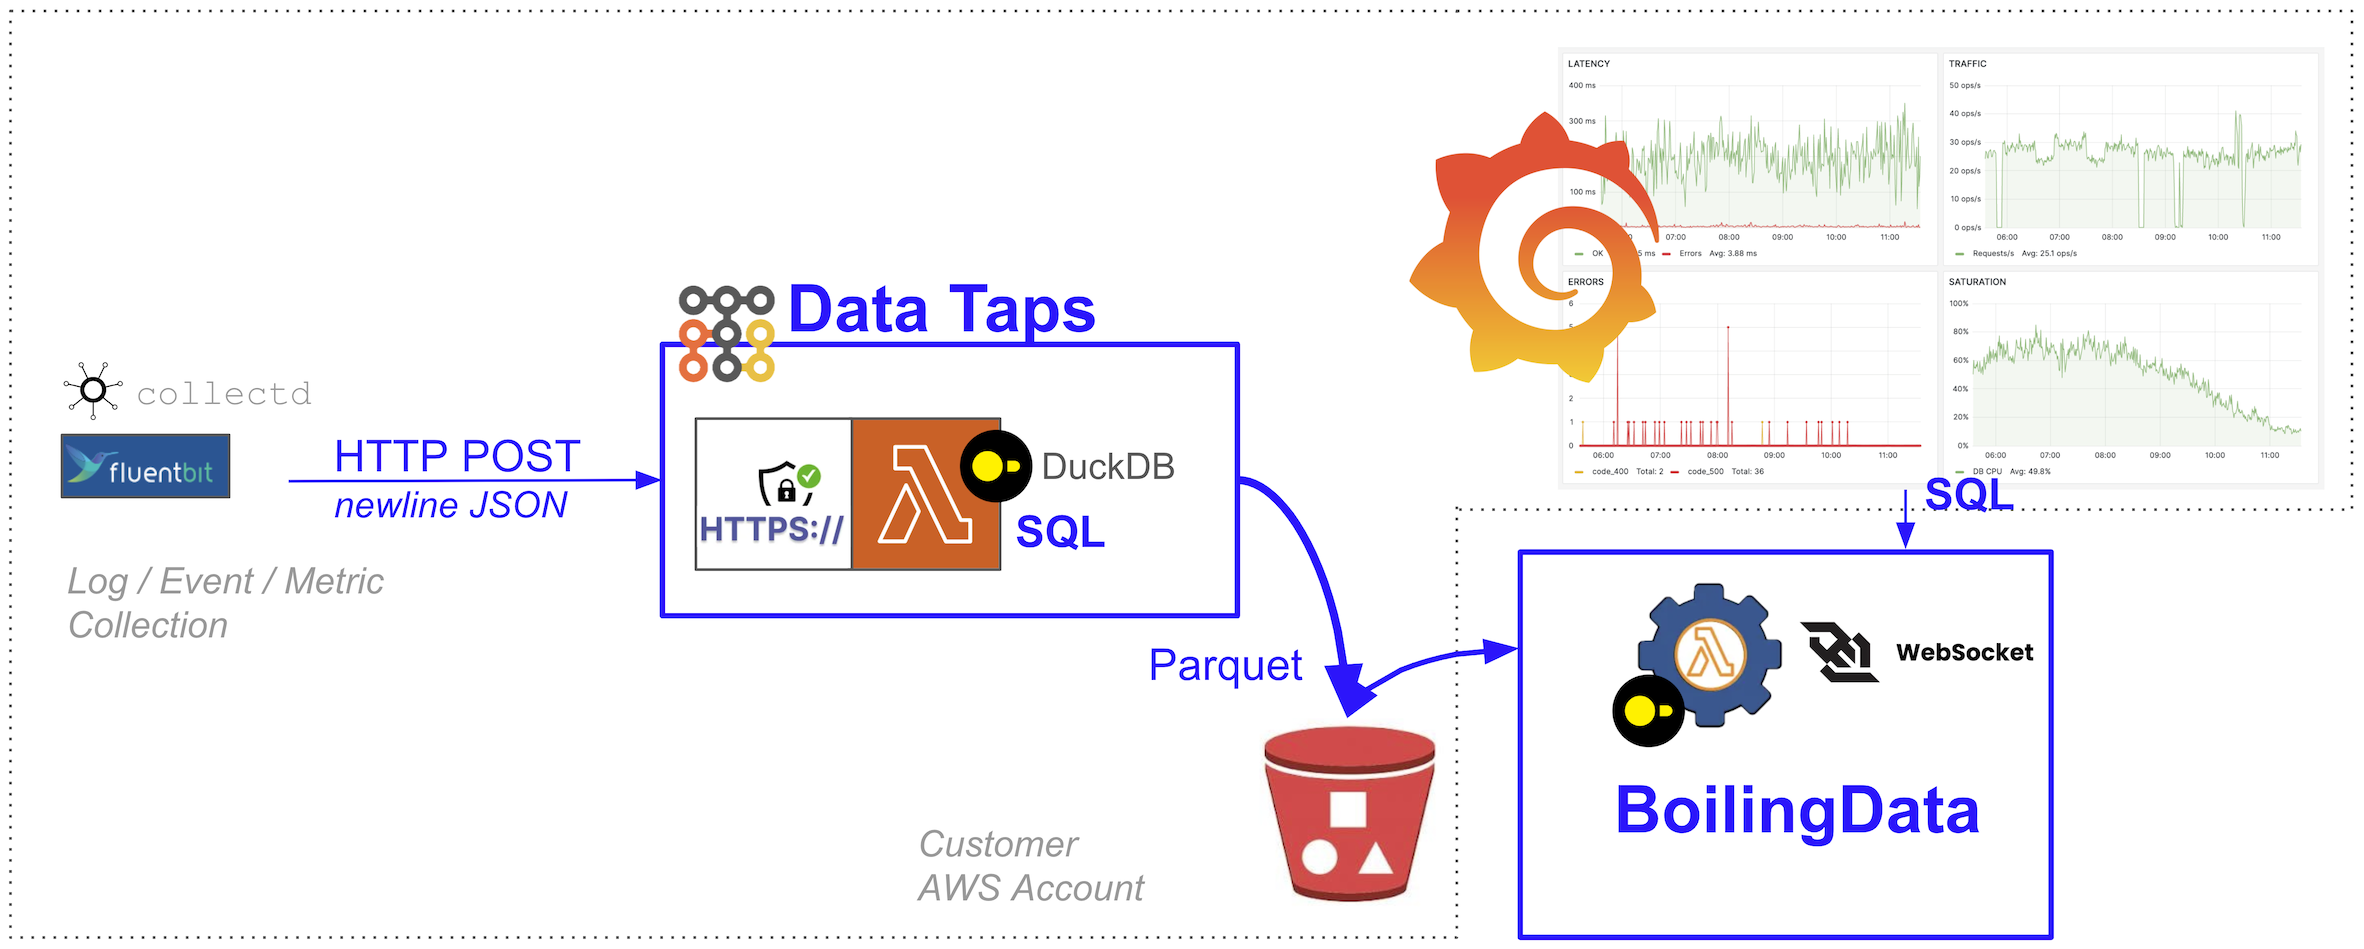 collectd
fluentbit
HTTP POST
newline JSON
Log / Event / Metric
Collection
Data Taps
HTTPS://
DuckDB
SQL
Parquet
Customer
AWS Account
LATENCY
400 ms
300 ms
100 ms
07:00 08:00 09:00 10:00 11:00
OK 5 ms Errors Avg: 3.88 ms
TRAFFIC
50 ops/s
40 ops/s
30 ops/s
20 ops/s
10 ops/s
0 ops/s
06:00 07:00 08:00 09:00 10:00 11:00
Requests/s Avg: 25.1 ops/s
ERRORS
6
5
2
1
0
06:00 07:00 08:00 09:00 10:00 11:00
code_400 Total: 2 code_500 Total: 36
SATURATION
100%
80%
60%
40%
20%
0%
06:00 07:00 08:00 09:00 10:00 11:00
DB CPU Avg: 49.8%
SQL
WebSocket
BoilingData